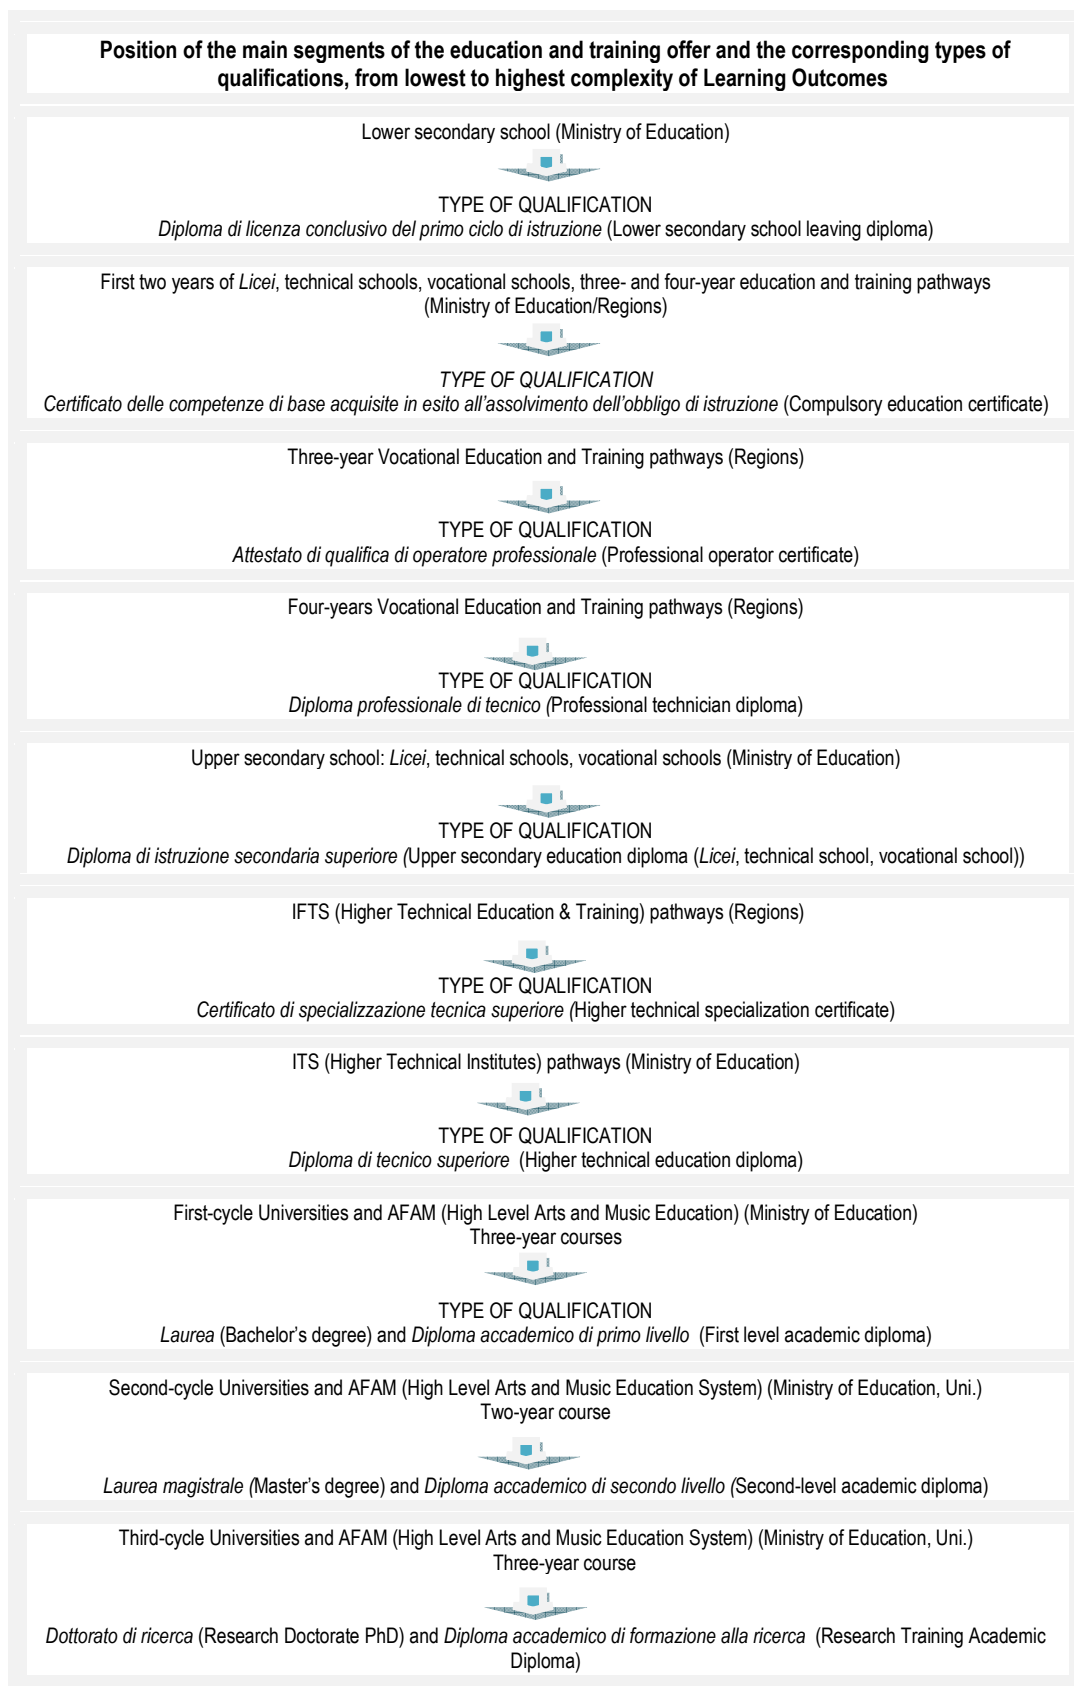 Position of the main segments of the education and training offer and the corresponding types of
qualifications, from lowest to highest complexity of Learning Outcomes
Lower secondary school (Ministry of Education)
TYPE OF QUALIFICATION
Diploma di licenza conclusivo del primo ciclo di istruzione (Lower secondary school leaving diploma)
First two years of Licei, technical schools, vocational schools, three- and four-year education and training pathways
(Ministry of Education/Regions)
TYPE OF QUALIFICATION
Certificato delle competenze di base acquisite in esito all'assolvimento dell'obbligo di istruzione (Compulsory education certificate)
Three-year Vocational Education and Training pathways (Regions)
TYPE OF QUALIFICATION
Attestato di qualifica di operatore professionale (Professional operator certificate)
Four-years Vocational Education and Training pathways (Regions)
TYPE OF QUALIFICATION
Diploma professionale di tecnico (Professional technician diploma)
Upper secondary school: Licei, technical schools, vocational schools (Ministry of Education)
TYPE OF QUALIFICATION
Diploma di istruzione secondaria superiore (Upper secondary education diploma (Licei, technical school, vocational school))
IFTS (Higher Technical Education & Training) pathways (Regions)
TYPE OF QUALIFICATION
Certificato di specializzazione tecnica superiore (Higher technical specialization certificate)
ITS (Higher Technical Institutes) pathways (Ministry of Education)
TYPE OF QUALIFICATION
Diploma di tecnico superiore (Higher technical education diploma)
First-cycle Universities and AFAM (High Level Arts and Music Education) (Ministry of Education)
Three-year courses
TYPE OF QUALIFICATION
Laurea (Bachelor's degree) and Diploma accademico di primo livello (First level academic diploma)
Second-cycle Universities and AFAM (High Level Arts and Music Education System) (Ministry of Education, Uni.)
Two-year course
Laurea magistrale (Master's degree) and Diploma accademico di secondo livello (Second-level academic diploma)
Third-cycle Universities and AFAM (High Level Arts and Music Education System) (Ministry of Education, Uni.)
Three-year course
Dottorato di ricerca (Research Doctorate PhD) and Diploma accademico di formazione alla ricerca (Research Training Academic
Diploma)